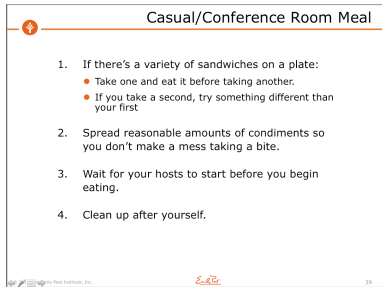 Casual/Conference Room Meal
1. If there's a variety of sandwiches on a plate:
Take one and eat it before taking another.
If you take a second, try something different than
your first
2. Spread reasonable amounts of condiments so
you don't make a mess taking a bite.
3. Wait for your hosts to start before you begin
eating.
4. Clean up after yourself.
Post Institute, Inc.
Emily Post
39